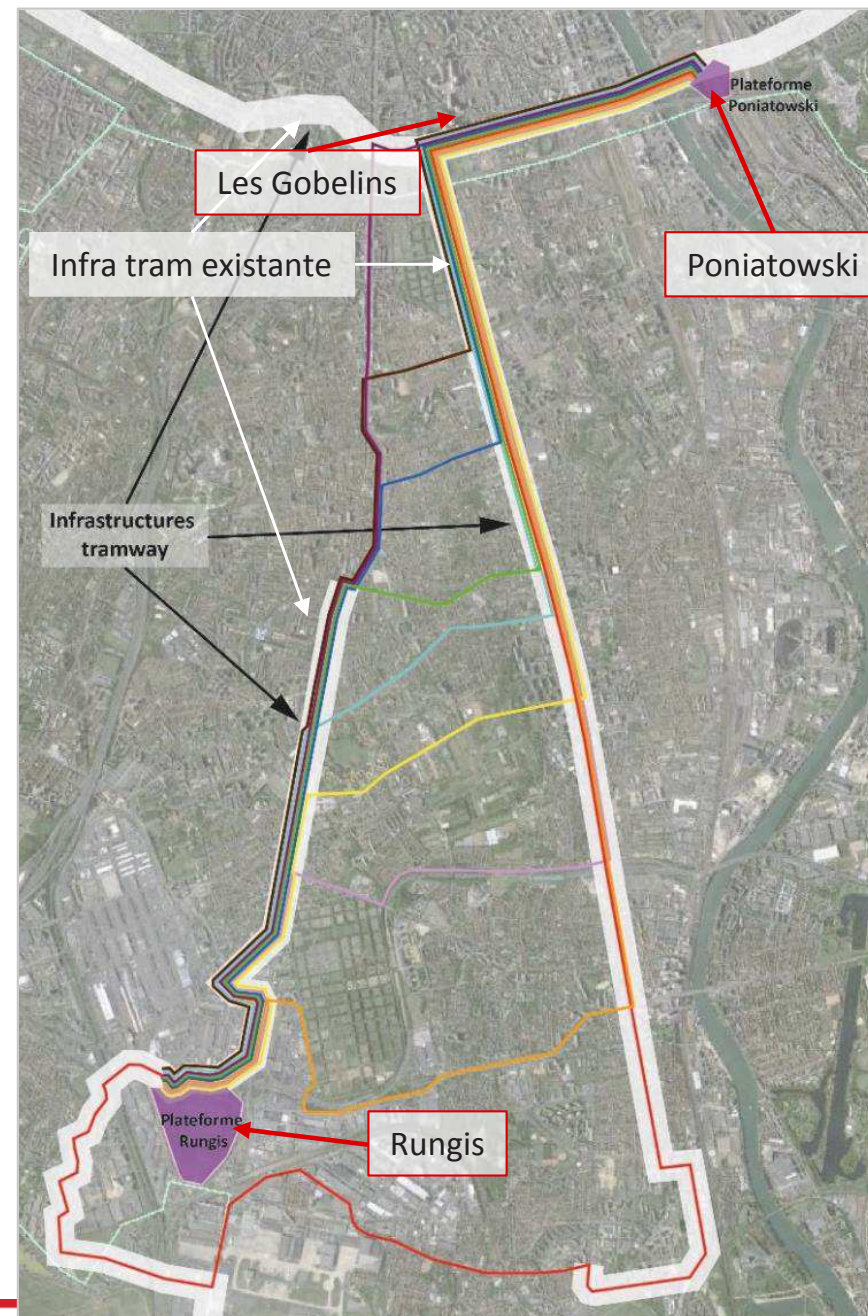 Plateforme
Poniatowski
Les Gobelins
Infra tram existante
Poniatowski
Infrastructures
tramway
Plateforme
Rungis
Rungis